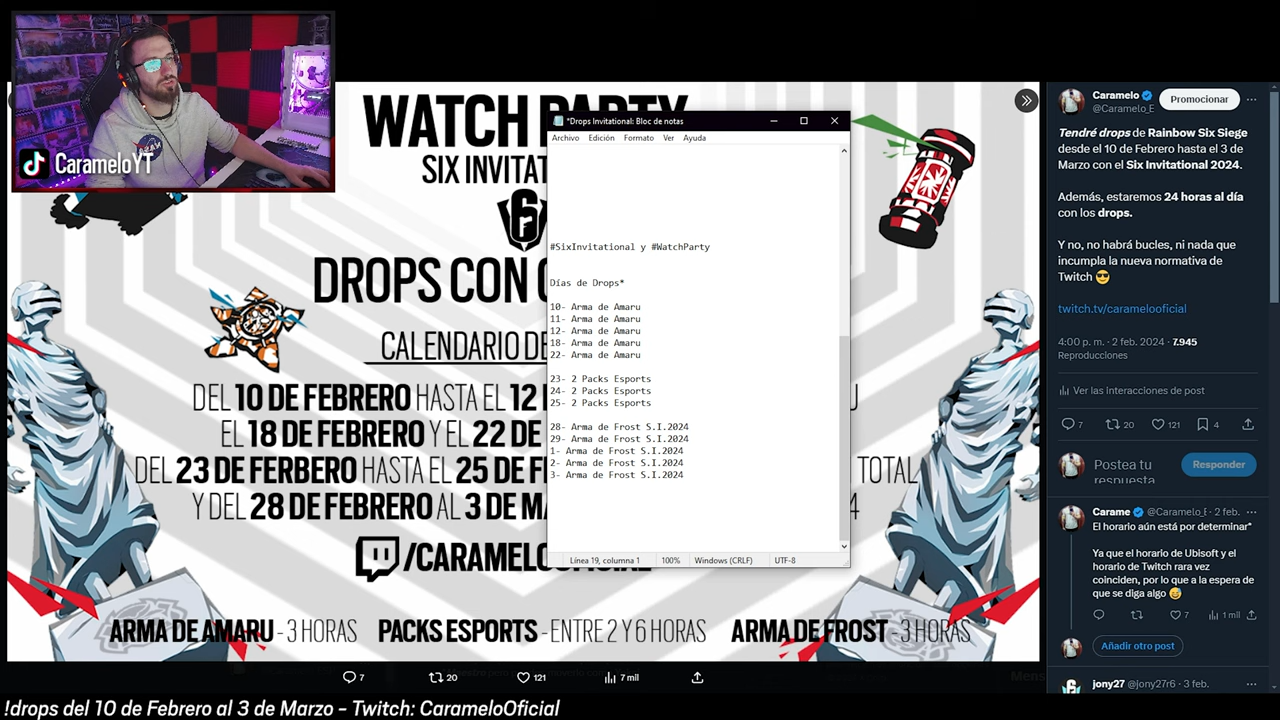 CarameloYT
WATCH PARTY
SIX INVITAT
DROPS CON
CALENDARIO DE
DEL 10 DE FEBRERO HASTA EL 12
EL 18 DE FEBRERO Y EL 22 DE
DEL 23 DE FERBERO HASTA EL 25 DE F
TOTAL
Y DEL 28 DE FEBRERO AL 3 DE MA
/CARAMELOOFICIAL
ARMA DE AMARU - 3 HORAS
PACKS ESPORTS - ENTRE 2 Y 6 HORAS
ARMA DE FROST - 3 HORAS
*Drops Invitational: Bloc de notas
Archivo Edición Formato Ver Ayuda
#SixInvitational y #WatchParty
Días de Drops*
10- Arma de Amaru
11- Arma de Amaru
12- Arma de Amaru
18- Arma de Amaru
22- Arma de Amaru
23- 2 Packs Esports
24- 2 Packs Esports
25- 2 Packs Esports
28- Arma de Frost S.I.2024
29- Arma de Frost S.I.2024
1- Arma de Frost S.I.2024
2- Arma de Frost S.I.2024
3- Arma de Frost S.I.2024
Línea 19, columna 1 100% Windows (CRLF) UTF-8
7 20 121 7 mil
Caramelo
@Caramelo_E
Promocionar
Tendré drops de Rainbow Six Siege
desde el 10 de Febrero hasta el 3 de
Marzo con el Six Invitational 2024.
Además, estaremos 24 horas al día
con los drops.
Y no, no habrá bucles, ni nada que
incumpla la nueva normativa de
Twitch 😎
twitch.tv/caramelooficial
4:00 p. m. · 2 feb. 2024 · 7.945
Reproducciones
Ver las interacciones de post
7 20 121 4
Postea tu
respuesta
Responder
Carame @Caramelo_E · 2 feb.
El horario aún está por determinar*
Ya que el horario de Ubisoft y el
horario de Twitch rara vez
coinciden, por lo que a la espera de
que se diga algo
7 1 mil
Añadir otro post
jony27 @jony27r6 · 3 feb.
!drops del 10 de Febrero al 3 de Marzo - Twitch: CarameloOficial